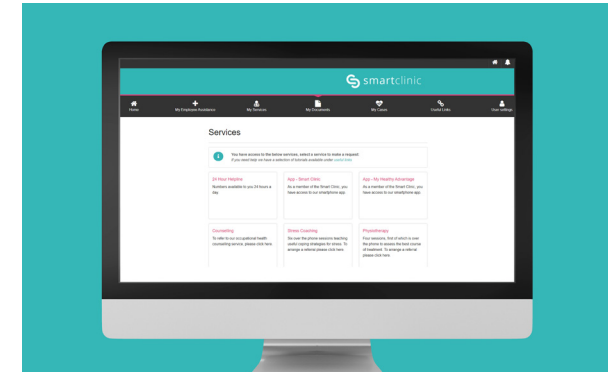 smartclinic
Home
My Employee Assistance
My Services
My Documents
My Cases
Useful Links
User settings
Services
You have access to the below services, select a service to make a request
If you need help we have a selection of tutorials available under useful links
24 Hour Helpline
Numbers available to you 24 hours a
day
App - Smart Clinic
As a member of the Smart Clinic, you
have access to our smartphone app.
App - My Healthy Advantage
As a member of the Smart Clinic, you
have access to our smartphone app.
Counselling
To refer to our occupational health
counselling service, please click here.
Stress Coaching
Six over the phone sessions teaching
useful coping strategies for stress. To
arrange a referral please click here.
Physiotherapy
Four sessions, first of which is over
the phone to assess the best course
of treatment. To arrange a referral
please click here.